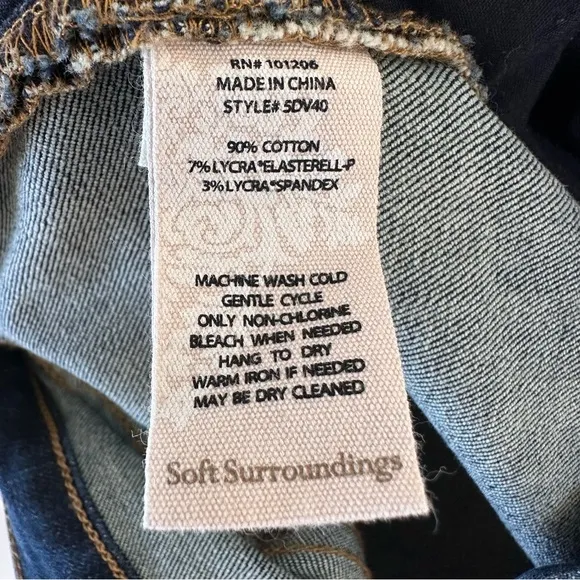 RN# 101206
MADE IN CHINA
STYLE# 5DV40
90% COTTON
7% LYCRA®ELASTERELL-P
3% LYCRA®SPANDEX
MACHINE WASH COLD
GENTLE CYCLE
ONLY NON-CHLORINE
BLEACH WHEN NEEDED
HANG TO DRY
WARM IRON IF NEEDED
MAY BE DRY CLEANED
Soft Surroundings